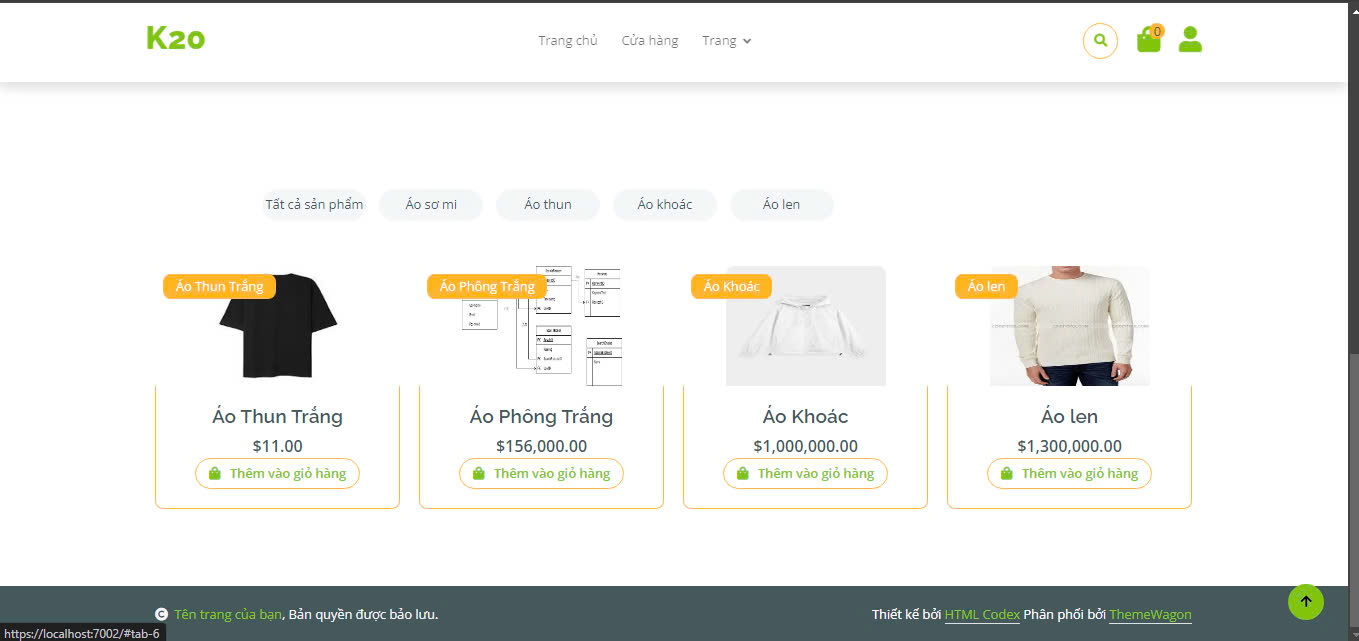 K20
Trang chủ Cửa hàng Trang
0
Tất cả sản phẩm Áo sơ mi Áo thun Áo khoác Áo len
Áo Thun Trắng Áo Phông Trắng Áo Khoác Áo len
Áo Thun Trắng Áo Phông Trắng Áo Khoác Áo len
$11.00 $156,000.00 $1,000,000.00 $1,300,000.00
Thêm vào giỏ hàng Thêm vào giỏ hàng Thêm vào giỏ hàng Thêm vào giỏ hàng
Tên trang của bạn, Bản quyền được bảo lưu. Thiết kế bởi HTML Codex Phân phối bởi ThemeWagon
https://localhost:7002/#tab-6